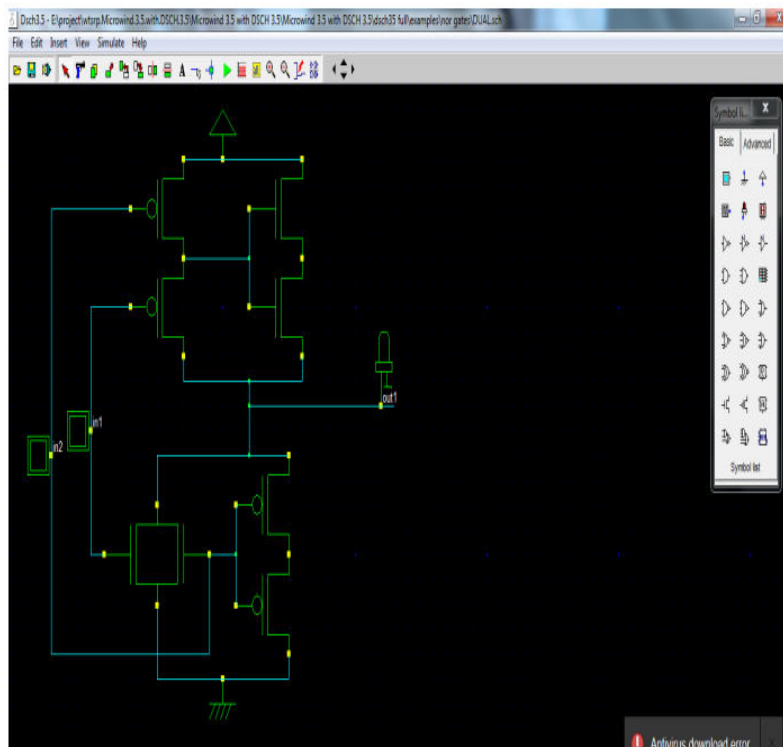 Dsch3.5 - E:\project\wtsrp.Microwind.3.5.with.DSCH.3.5\Microwind 3.5 with DSCH 3.5\Microwind 3.5 with DSCH 3.5\dsch35 full\examples\nor gates\DUAL.sch
File Edit Insert View Simulate Help
A
Symbol li... X
Basic Advanced
out1
in1
in2
Symbol list
Antivirus download error